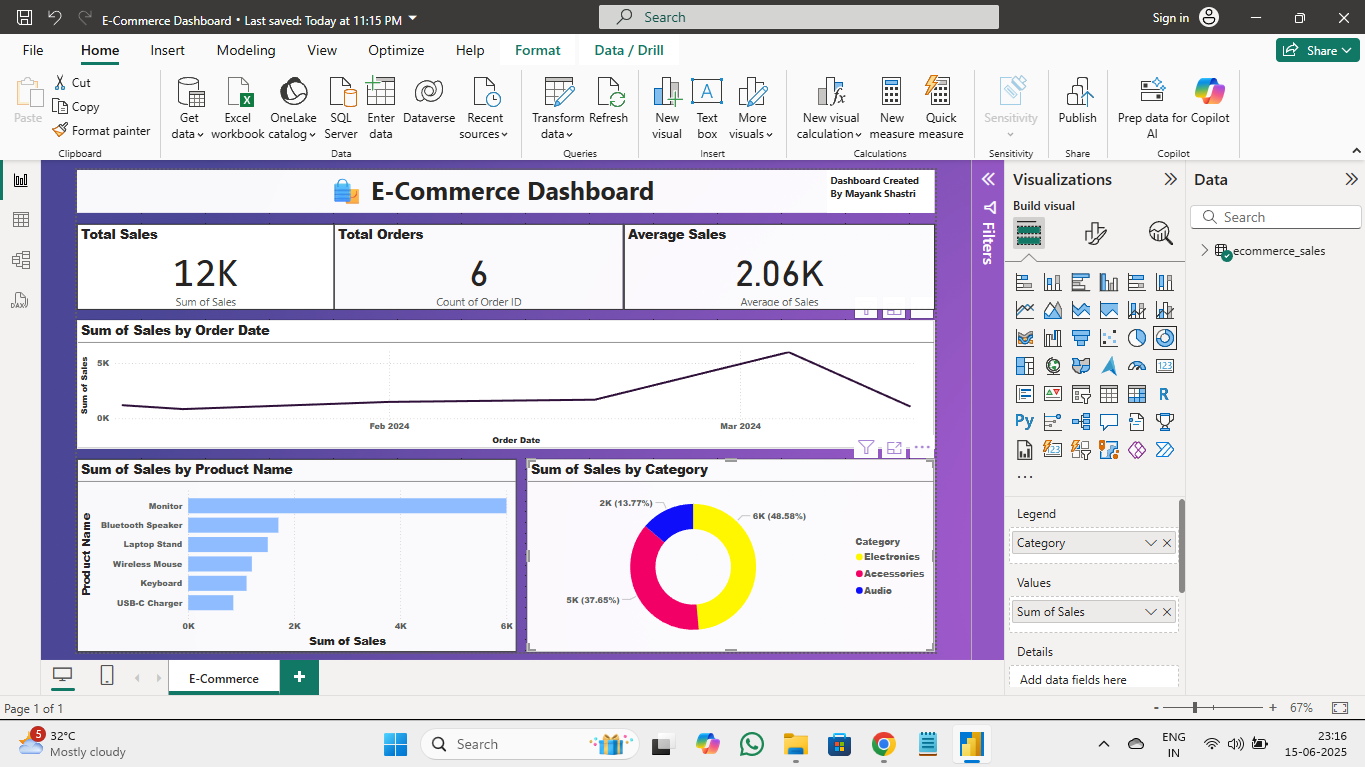 E-Commerce Dashboard • Last saved: Today at 11:15 PM
Search
Sign in
File Home Insert Modeling View Optimize Help Format Data / Drill
Share
Paste
Cut
Copy
Format painter
Clipboard
Get data
Excel workbook
OneLake catalog
SQL Server
Enter data
Dataverse
Recent sources
Data
Transform data
Refresh
Queries
New visual
Text box
More visuals
Insert
New visual calculation
New measure
Quick measure
Calculations
Sensitivity
Sensitivity
Publish
Share
Prep data for AI
Copilot
Copilot
E-Commerce Dashboard
Dashboard Created
By Mayank Shastri
Total Sales
12K
Sum of Sales
Total Orders
6
Count of Order ID
Average Sales
2.06K
Average of Sales
Sum of Sales by Order Date
Sum of Sales
5K
0K
Feb 2024
Mar 2024
Order Date
Sum of Sales by Product Name
Product Name
Monitor
Bluetooth Speaker
Laptop Stand
Wireless Mouse
Keyboard
USB-C Charger
0K 2K 4K 6K
Sum of Sales
Sum of Sales by Category
2K (13.77%)
6K (48.58%)
5K (37.65%)
Category
Electronics
Accessories
Audio
Filters
Visualizations
Build visual
123
R
Py
123
Legend
Category
Values
Sum of Sales
Details
Add data fields here
Data
Search
ecommerce_sales
DAX
E-Commerce
+
Page 1 of 1
- + 67%
5
32°C
Mostly cloudy
Search
ENG
IN
23:16
15-06-2025